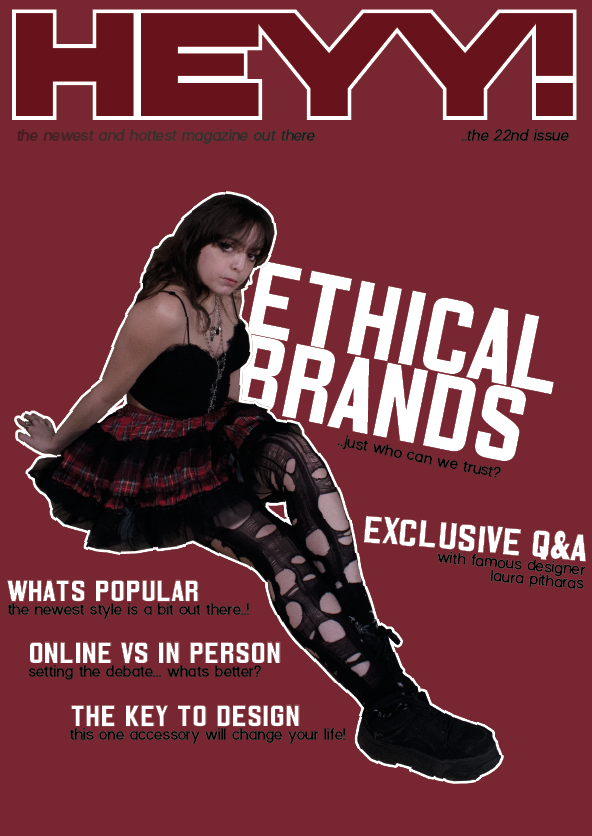 HEYY!
the newest and hottest magazine out there
..the 22nd issue
ETHICAL
BRANDS
..just who can we trust?
EXCLUSIVE Q&A
with famous designer
laura pitharas
WHATS POPULAR
the newest style is a bit out there..!
ONLINE VS IN PERSON
setting the debate... whats better?
THE KEY TO DESIGN
this one accessory will change your life!